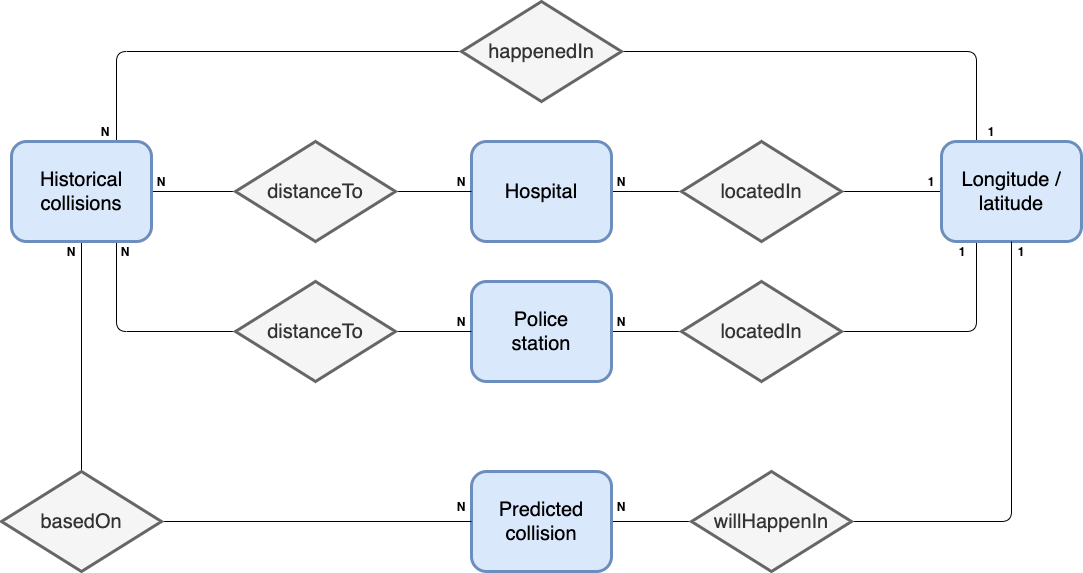 happenedIn
N
1
Historical
collisions
N
distanceTo
N
Hospital
N
locatedIn
1
Longitude /
latitude
N
N
1
1
distanceTo
N
Police
station
N
locatedIn
basedOn
N
Predicted
collision
N
willHappenIn